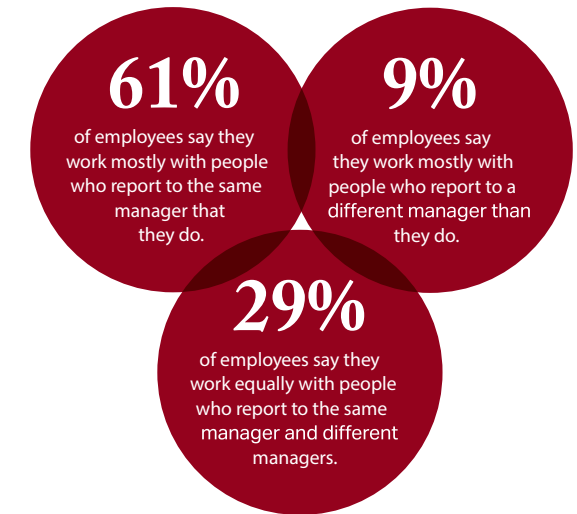 61%
of employees say they
work mostly with people
who report to the same
manager that
they do.
9%
of employees say
they work mostly with
people who report to a
different manager than
they do.
29%
of employees say they
work equally with people
who report to the same
manager and different
managers.